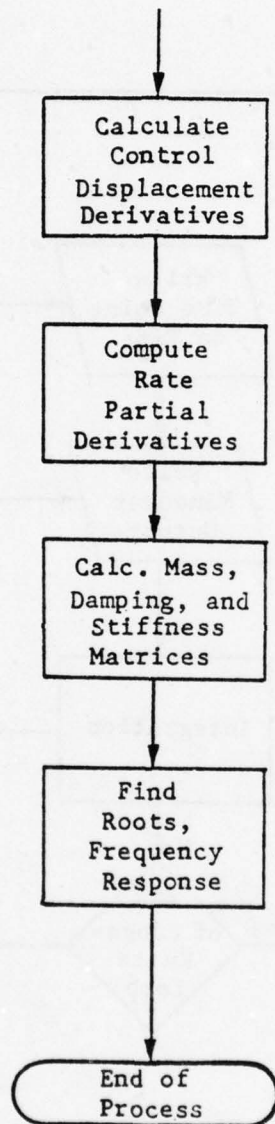 Calculate
Control
Displacement
Derivatives
Compute
Rate
Partial
Derivatives
Calc. Mass,
Damping, and
Stiffness
Matrices
Find
Roots,
Frequency
Response
End of
Process